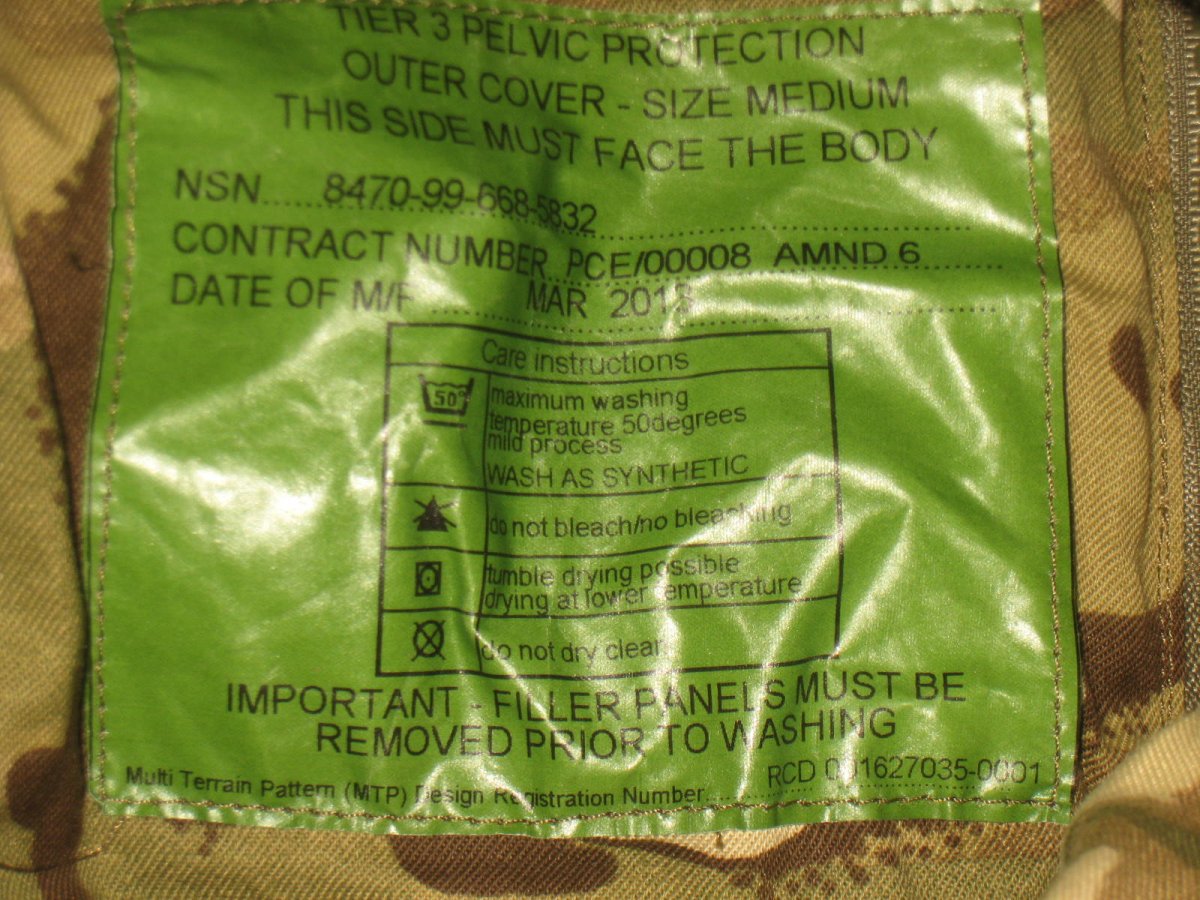 TIER 3 PELVIC PROTECTION
OUTER COVER - SIZE MEDIUM
THIS SIDE MUST FACE THE BODY
NSN..... 8470-99-668-5832
CONTRACT NUMBER PCE/00008 AMND 6
DATE OF M/F MAR
Care instructions
50°
maximum washing
temperature 50degrees
mild process
WASH AS SYNTHETIC
do not bleach/no bleaching
tumble drying possible
drying at lower temperature
do not dry clean
IMPORTANT - FILLER PANELS MUST BE
REMOVED PRIOR TO WASHING
Multi Terrain Pattern (MTP) Design Registration Number........ RCD 001627035-0001